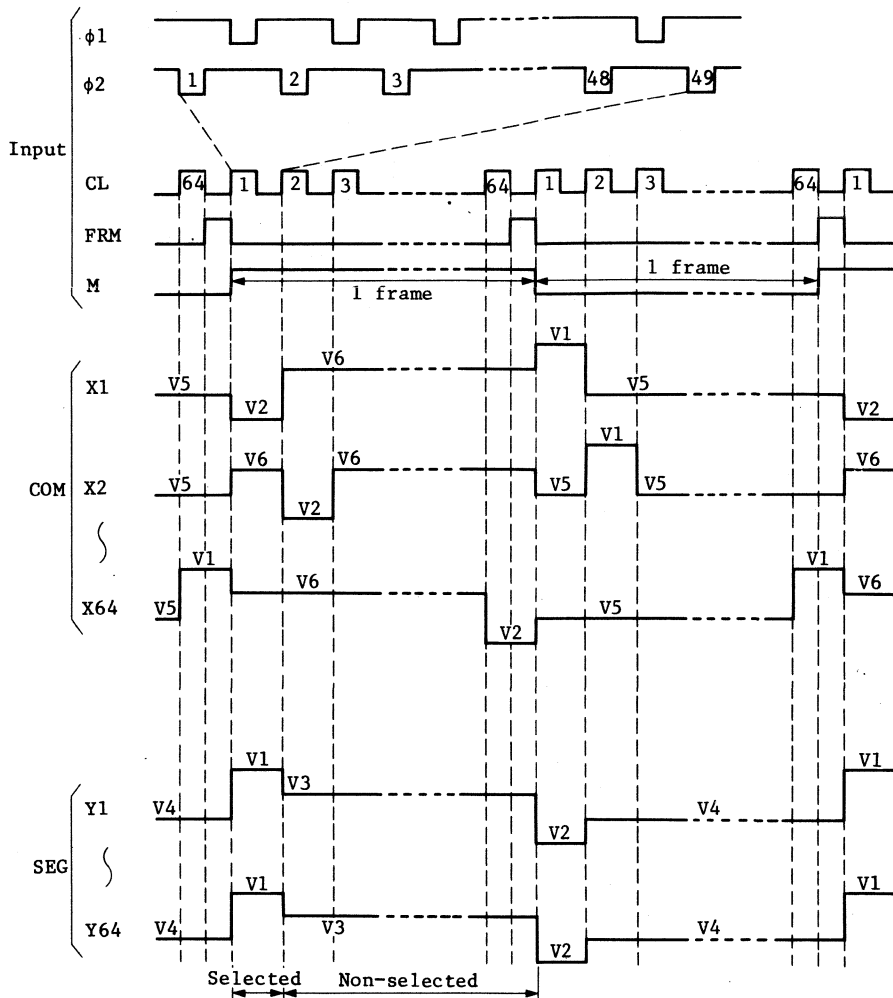 φ1
φ2
1 2 3 48 49
Input
CL
64 1 2 3 64 1 2 3 64 1
FRM
M
1 frame
1 frame
V1
V6
X1 V5 V5
V2 V2
V1
V6 V6 V6
COM X2 V5 V5 V5
V2
V1 V1
V6 V6
X64 V5 V5
V2
V1 V1
V3
Y1 V4 V4
V2
SEG
V1 V1
Y64 V4 V3 V4
V2
Selected Non-selected